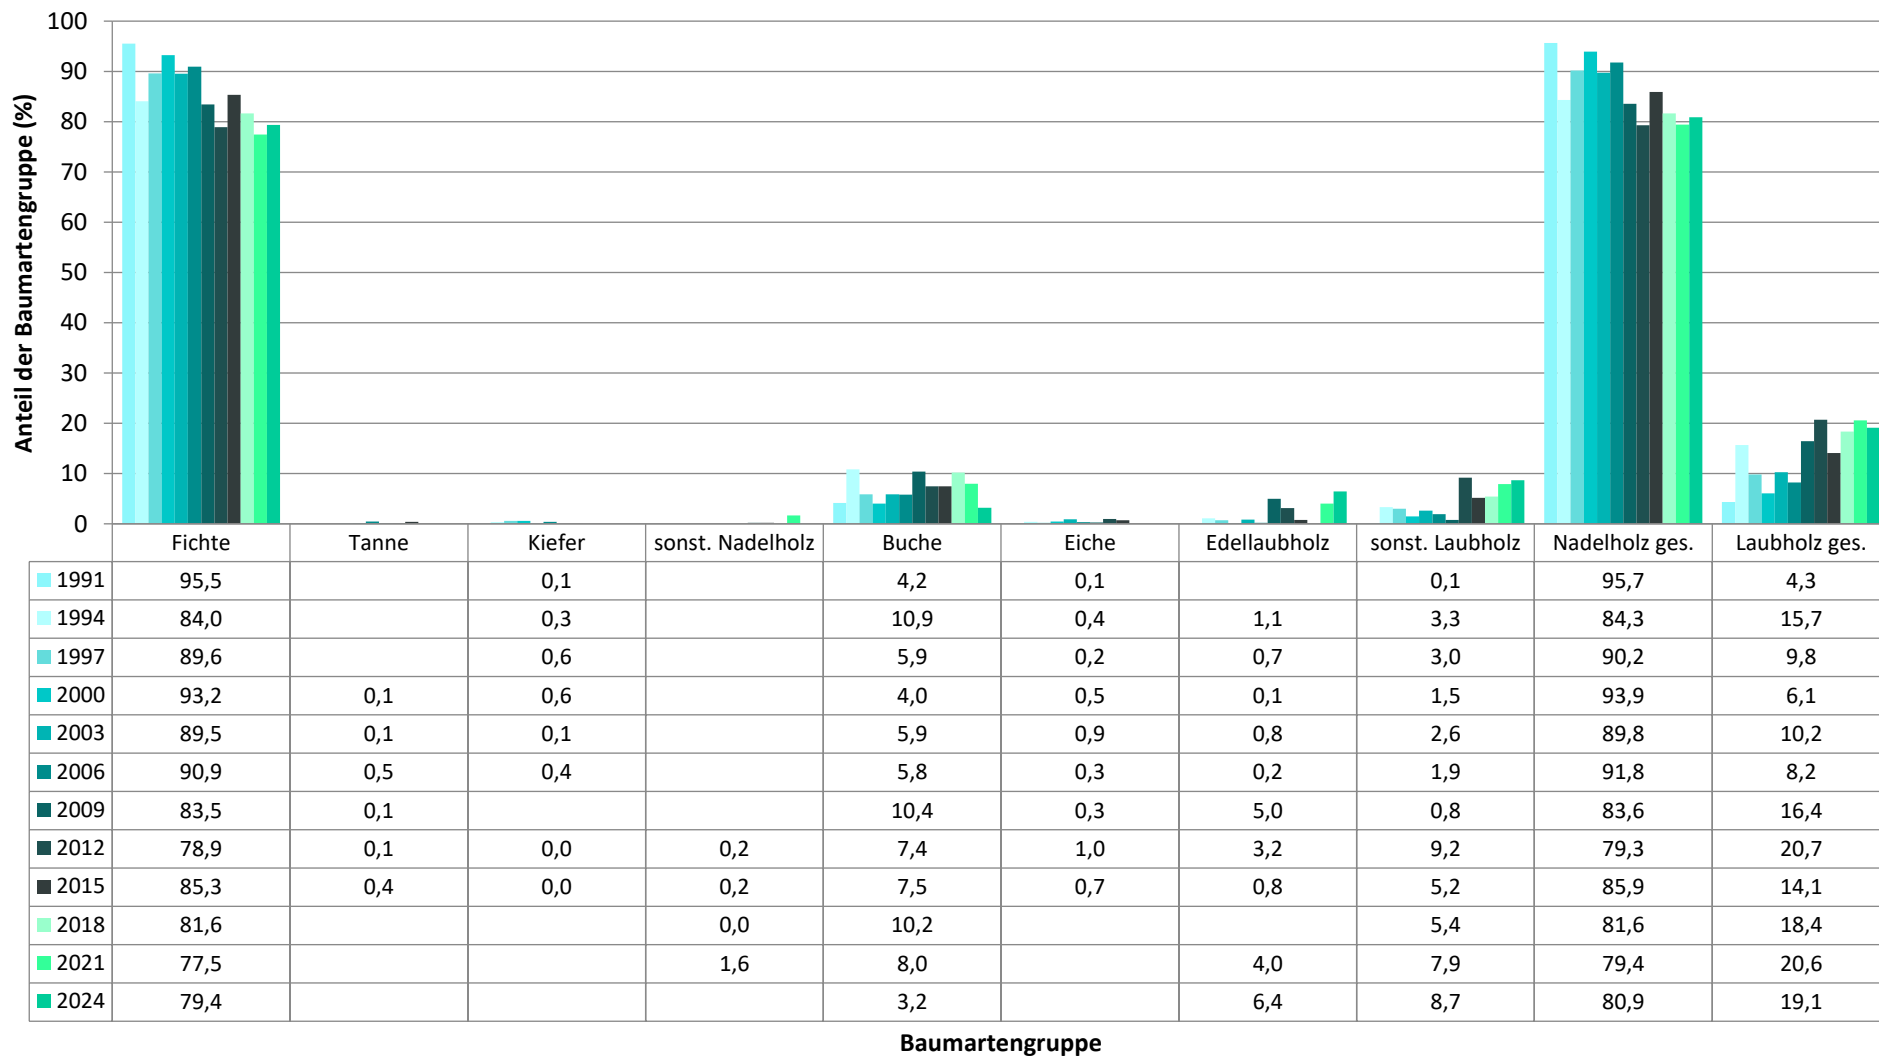 Anteil der Baumartengruppe (%)
100
90
80
70
60
50
40
30
20
10
0
Fichte Tanne Kiefer sonst. Nadelholz Buche Eiche Edellaubholz sonst. Laubholz Nadelholz ges. Laubholz ges.
1991 95,5 0,1 4,2 0,1 0,1 95,7 4,3
1994 84,0 0,3 10,9 0,4 1,1 3,3 84,3 15,7
1997 89,6 0,6 5,9 0,2 0,7 3,0 90,2 9,8
2000 93,2 0,1 0,6 4,0 0,5 0,1 1,5 93,9 6,1
2003 89,5 0,1 0,1 5,9 0,9 0,8 2,6 89,8 10,2
2006 90,9 0,5 0,4 5,8 0,3 0,2 1,9 91,8 8,2
2009 83,5 0,1 10,4 0,3 5,0 0,8 83,6 16,4
2012 78,9 0,1 0,0 0,2 7,4 1,0 3,2 9,2 79,3 20,7
2015 85,3 0,4 0,0 0,2 7,5 0,7 0,8 5,2 85,9 14,1
2018 81,6 0,0 10,2 5,4 81,6 18,4
2021 77,5 1,6 8,0 4,0 7,9 79,4 20,6
2024 79,4 3,2 6,4 8,7 80,9 19,1
Baumartengruppe